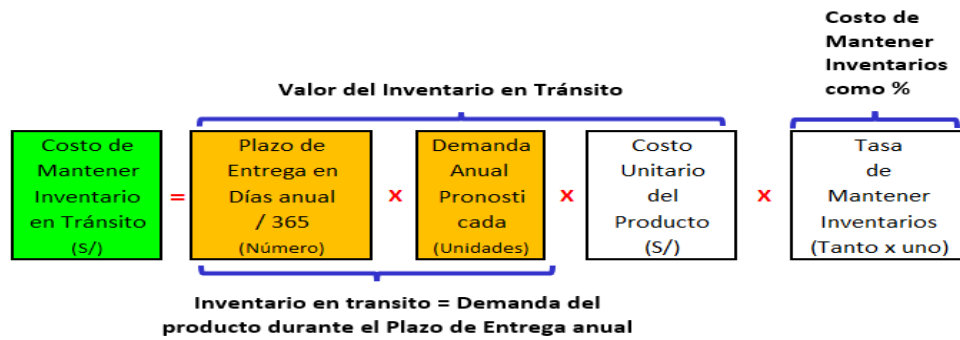 Costo de
Mantener
Inventarios
como %
Valor del Inventario en Tránsito
Costo de
Mantener
Inventario
en Tránsito
(S/)
=
Plazo de
Entrega en
Días anual
/ 365
(Número)
x
Demanda
Anual
Pronosti
cada
(Unidades)
x
Costo
Unitario
del
Producto
(S/)
x
Tasa
de
Mantener
Inventarios
(Tanto x uno)
Inventario en transito = Demanda del
producto durante el Plazo de Entrega anual